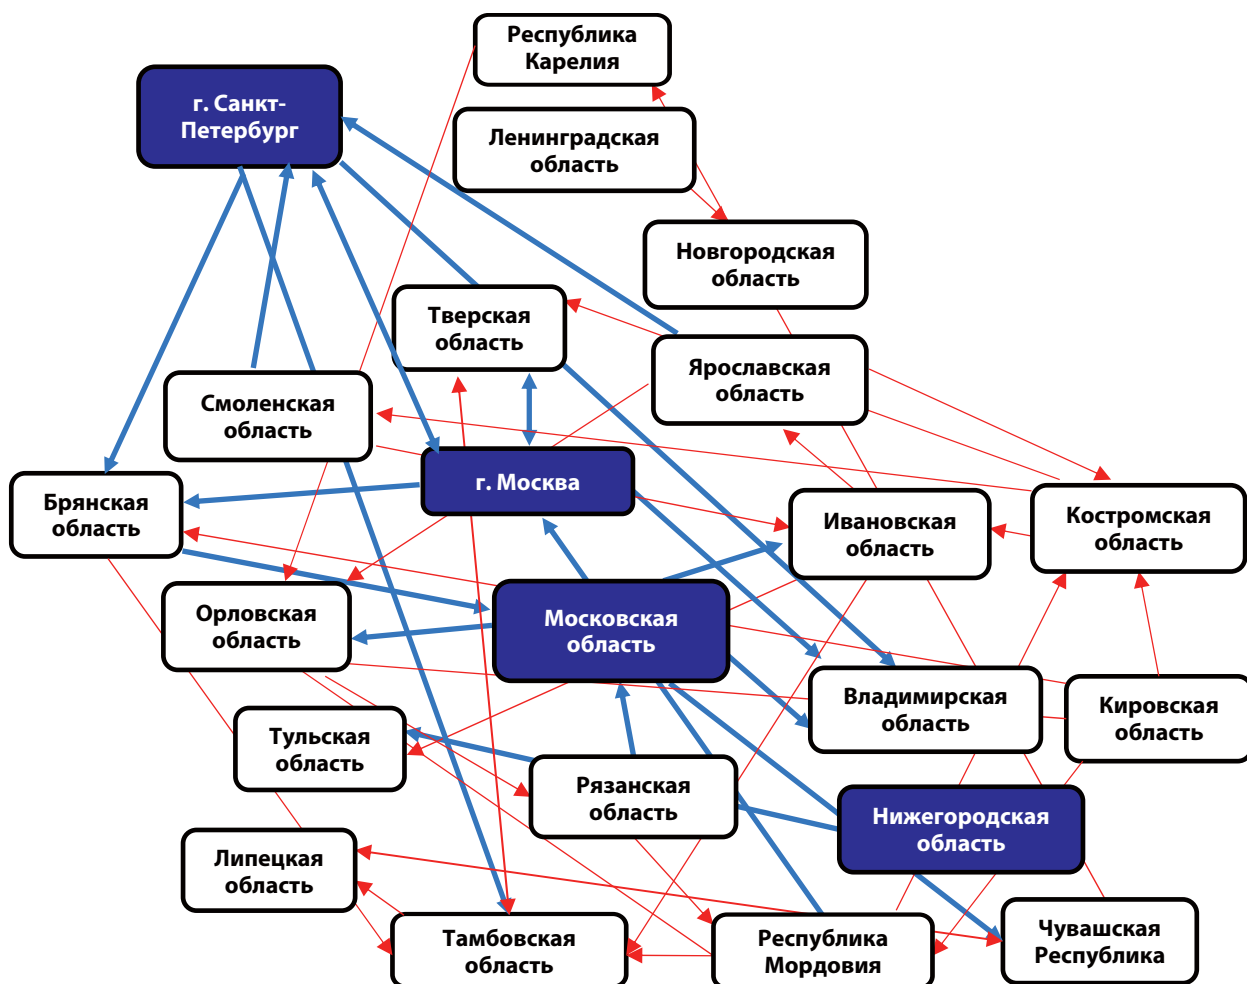 Республика
Карелия
г. Санкт-
Петербург
Ленинградская
область
Новгородская
область
Тверская
область
Ярославская
область
Смоленская
область
г. Москва
Брянская
область
Ивановская
область
Костромская
область
Орловская
область
Московская
область
Владимирская
область
Кировская
область
Тульская
область
Рязанская
область
Нижегородская
область
Липецкая
область
Тамбовская
область
Республика
Мордовия
Чувашская
Республика